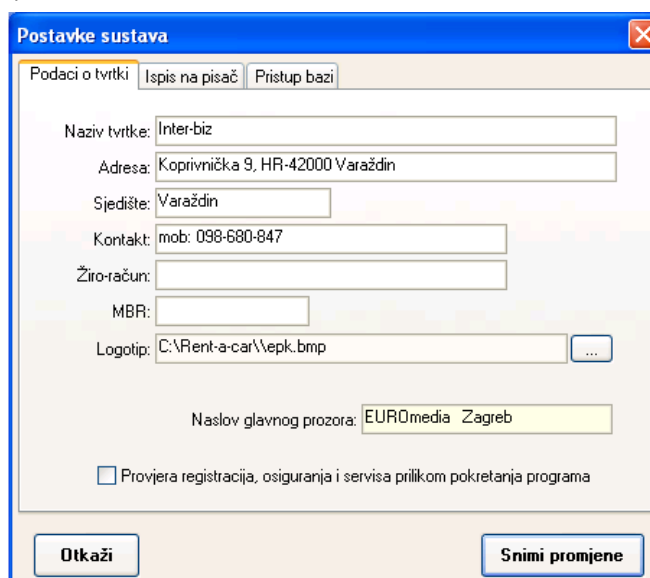 Postavke sustava
Podaci o tvrtki Ispis na pisač Pristup bazi
Naziv tvrtke: Inter-biz
Adresa: Koprivnička 9, HR-42000 Varaždin
Sjedište: Varaždin
Kontakt: mob: 098-680-847
Žiro-račun:
MBR:
Logotip: C:\Rent-a-car\\epk.bmp ...
Naslov glavnog prozora: EUROmedia Zagreb
Provjera registracija, osiguranja i servisa prilikom pokretanja programa
Otkaži Snimi promjene